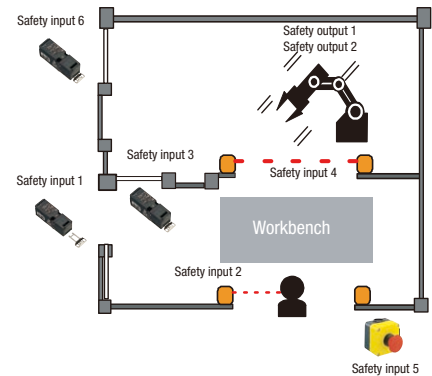 Safety input 6
Safety output 1
Safety output 2
Safety input 3
Safety input 4
Safety input 1
Workbench
Safety input 2
Safety input 5